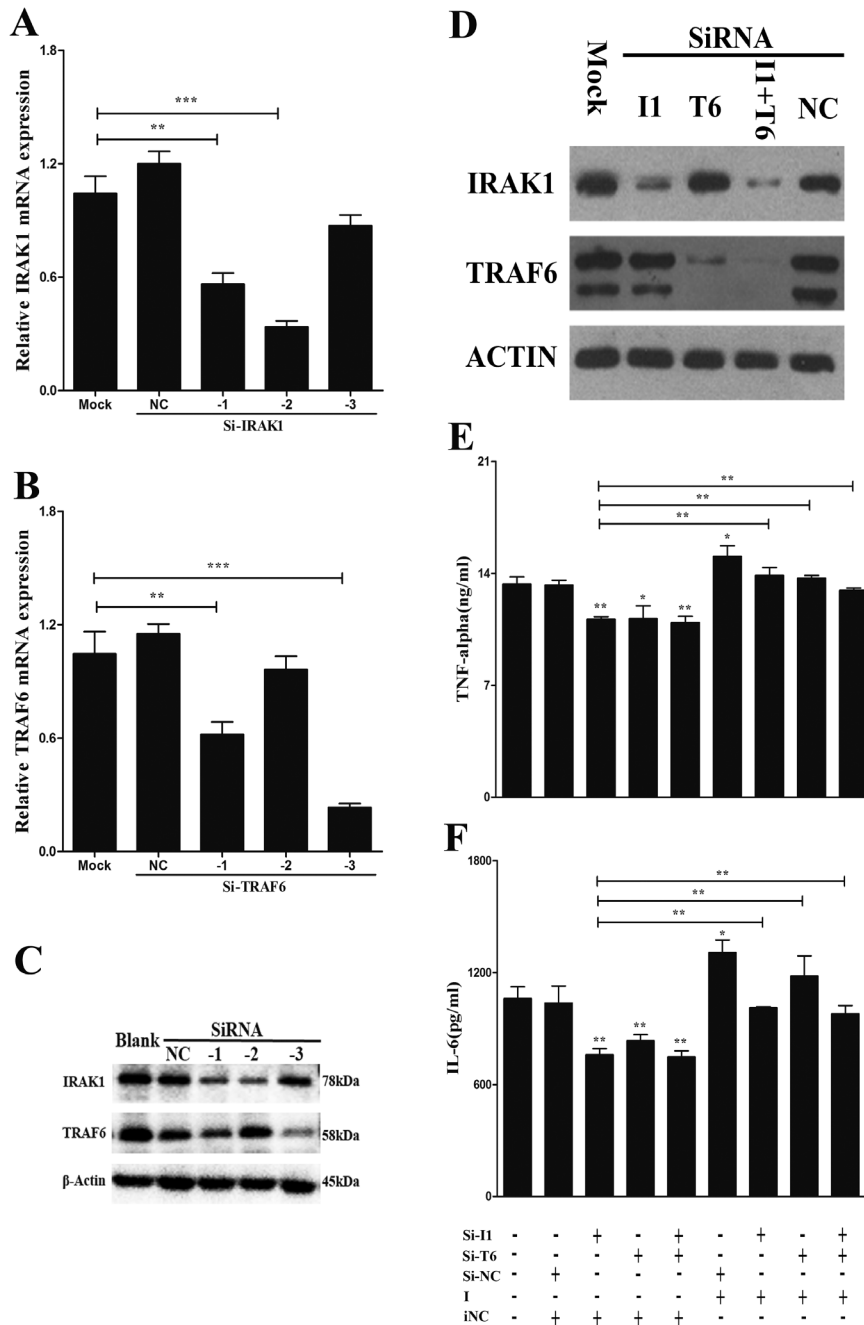 A
Relative IRAK1 mRNA expression
1.8
1.2
0.6
0.0
***
**
Mock NC -1 -2 -3
Si-IRAK1
B
Relative TRAF6 mRNA expression
1.8
1.2
0.6
0.0
***
**
Mock NC -1 -2 -3
Si-TRAF6
C
Blank SiRNA
NC -1 -2 -3
IRAK1 78kDa
TRAF6 58kDa
β-Actin 45kDa
D
Mock SiRNA
I1 T6 I1+T6 NC
IRAK1
TRAF6
ACTIN
E
TNF-alpha(ng/ml)
21
14
7
0
**
**
**
** * ** *
F
IL-6(pg/ml)
1800
1200
600
0
**
**
**
** ** ** *
Si-I1 - - + - + - + - +
Si-T6 - - - + + - - + +
Si-NC - + - - - + - - -
I - - - - - + + + +
iNC - + + + + - - - -